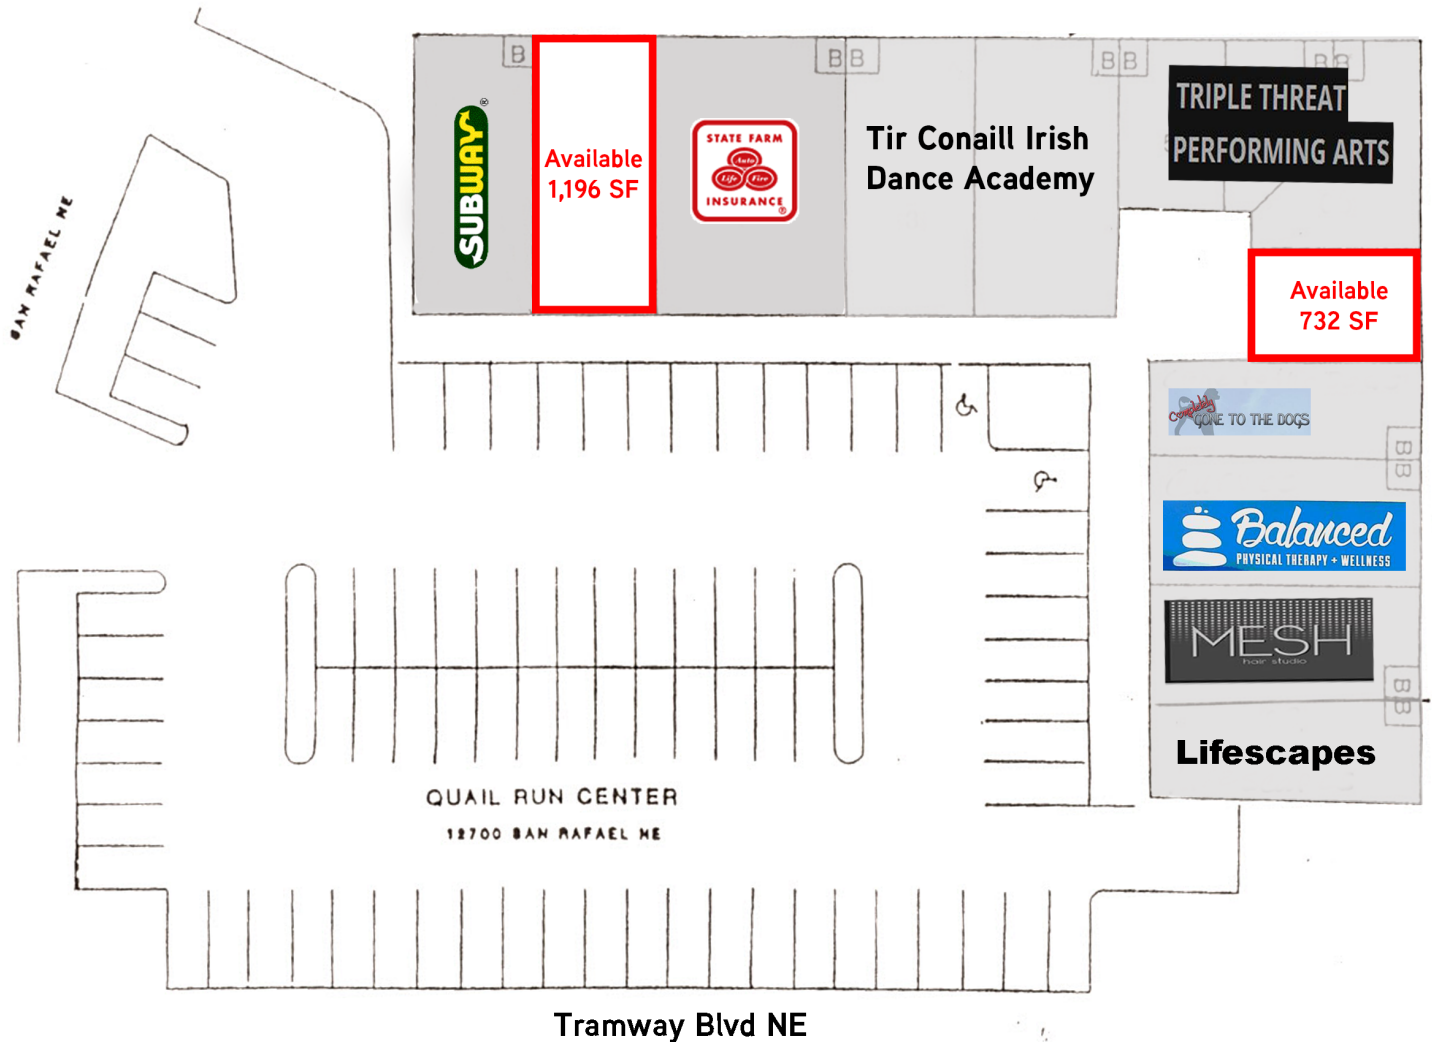 B
B B
B B
B B
SUBWAY®
Available
1,196 SF
STATE FARM
Auto
Life Fire
INSURANCE®
Tir Conaill Irish
Dance Academy
TRIPLE THREAT
PERFORMING ARTS
SAN RAFAEL NE
Available
732 SF
Completely
GONE TO THE DOGS
B
B
Balanced
PHYSICAL THERAPY + WELLNESS
MESH
hair studio
B
B
Lifescapes
QUAIL RUN CENTER
12700 SAN RAFAEL NE
Tramway Blvd NE